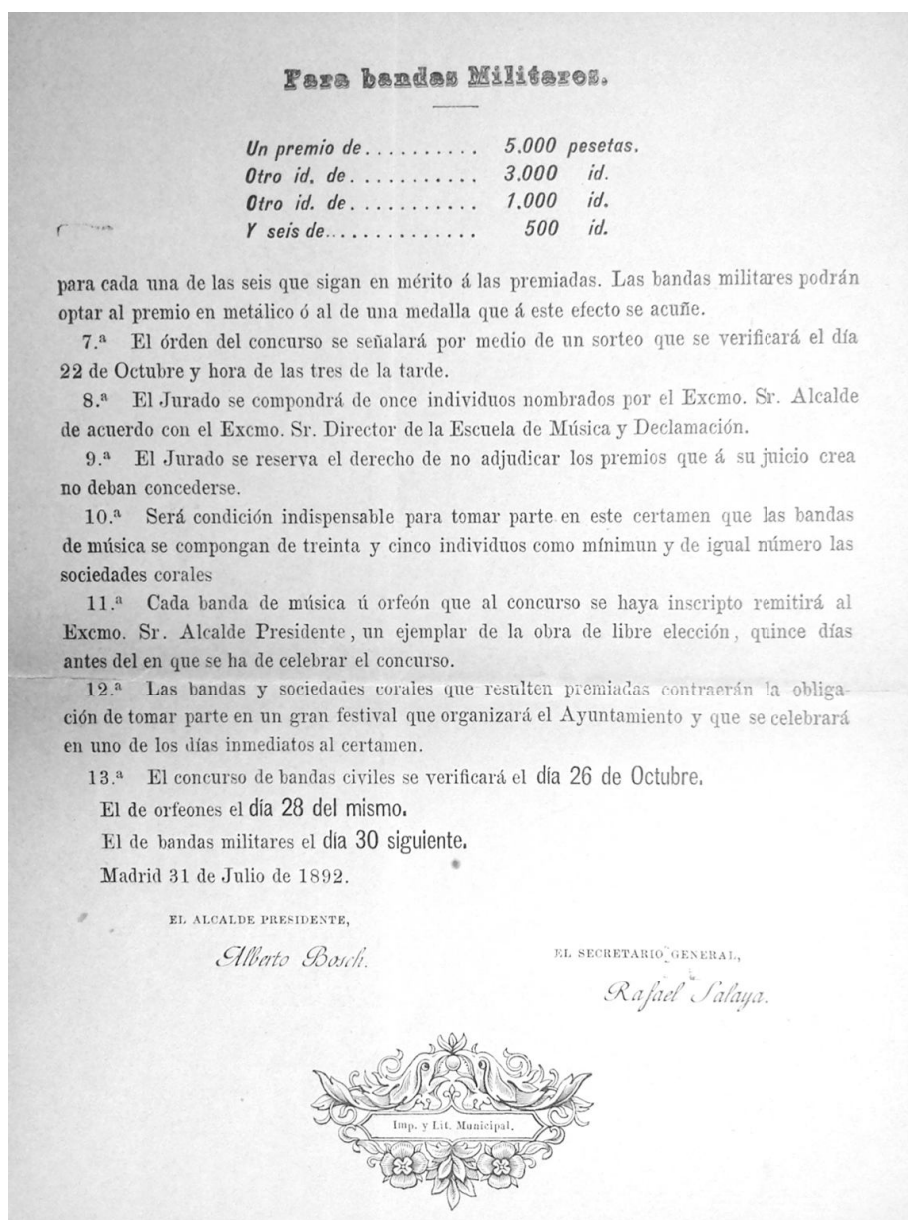 Para bandas Militares.
Un premio de.......... 5.000 pesetas.
Otro id. de........... 3.000 id.
Otro id. de........... 1.000 id.
Y seis de............. 500 id.
para cada una de las seis que sigan en mérito á las premiadas. Las bandas militares podrán
optar al premio en metálico ó al de una medalla que á este efecto se acuñe.
7.ª El órden del concurso se señalará por medio de un sorteo que se verificará el día
22 de Octubre y hora de las tres de la tarde.
8.ª El Jurado se compondrá de once individuos nombrados por el Excmo. Sr. Alcalde
de acuerdo con el Excmo. Sr. Director de la Escuela de Música y Declamación.
9.ª El Jurado se reserva el derecho de no adjudicar los premios que á su juicio crea
no deban concederse.
10.ª Será condición indispensable para tomar parte en este certamen que las bandas
de música se compongan de treinta y cinco individuos como mínimun y de igual número las
sociedades corales
11.ª Cada banda de música ú orfeón que al concurso se haya inscripto remitirá al
Excmo. Sr. Alcalde Presidente, un ejemplar de la obra de libre elección, quince días
antes del en que se ha de celebrar el concurso.
12.ª Las bandas y sociedades corales que resulten premiadas contraerán la obliga-
ción de tomar parte en un gran festival que organizará el Ayuntamiento y que se celebrará
en uno de los días inmediatos al certamen.
13.ª El concurso de bandas civiles se verificará el día 26 de Octubre.
El de orfeones el día 28 del mismo.
El de bandas militares el día 30 siguiente.
Madrid 31 de Julio de 1892.
EL ALCALDE PRESIDENTE,
Alberto Bosch.
EL SECRETARIO GENERAL,
Rafael Salaya.
Imp. y Lit. Municipal.